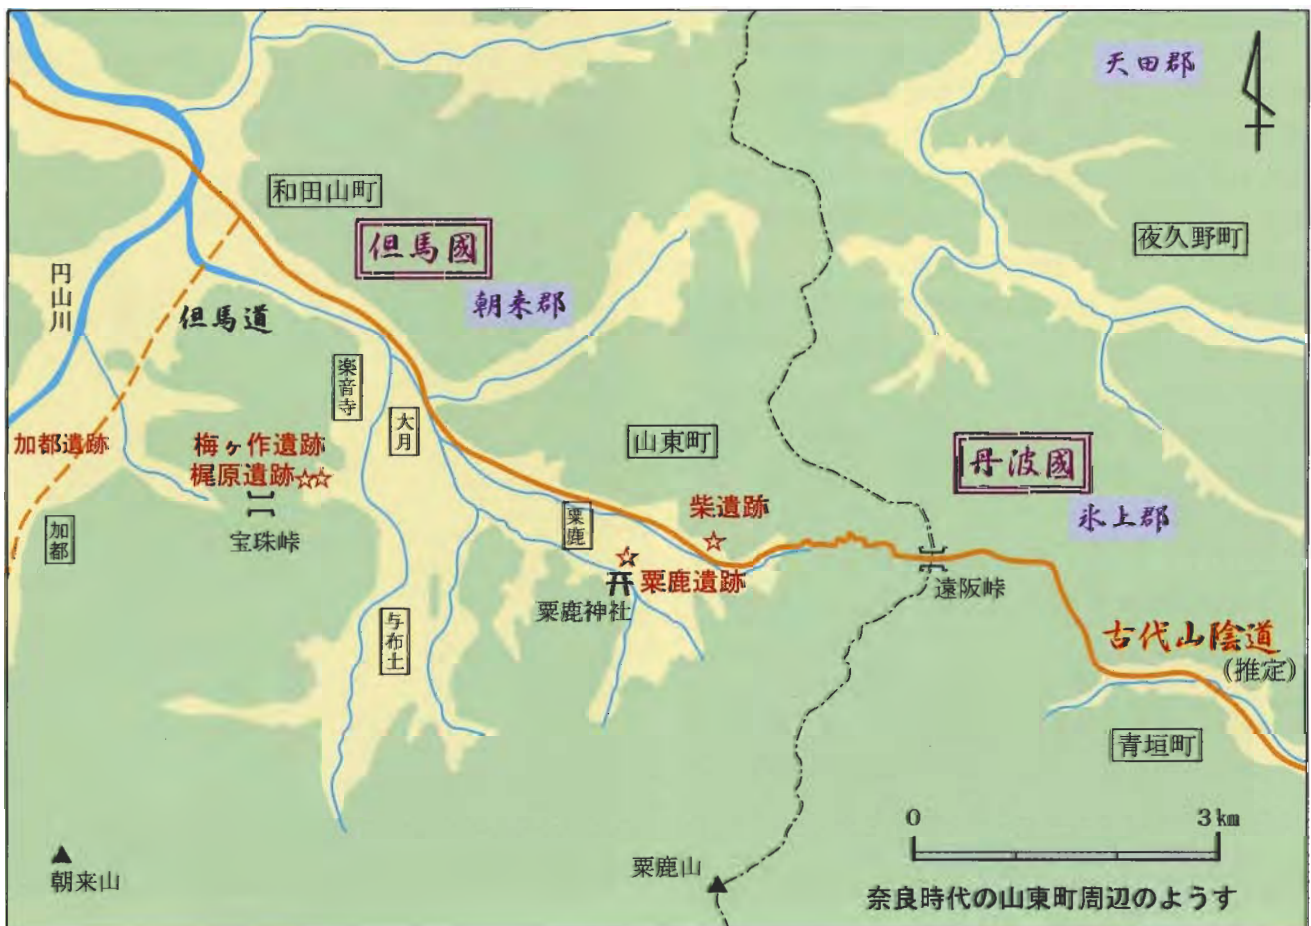 天田郡
和田山町
夜久野町
但馬國
円山川
朝来郡
但馬道
楽音寺
大月
山東町
丹波國
加都遺跡
梅ヶ作遺跡
梶原遺跡☆☆
柴遺跡
粟鹿
氷上郡
加都
宝珠峠
粟鹿遺跡
遠阪峠
粟鹿神社
与布土
古代山陰道
(推定)
青垣町
0 3km
粟鹿山
朝来山
奈良時代の山東町周辺のようす